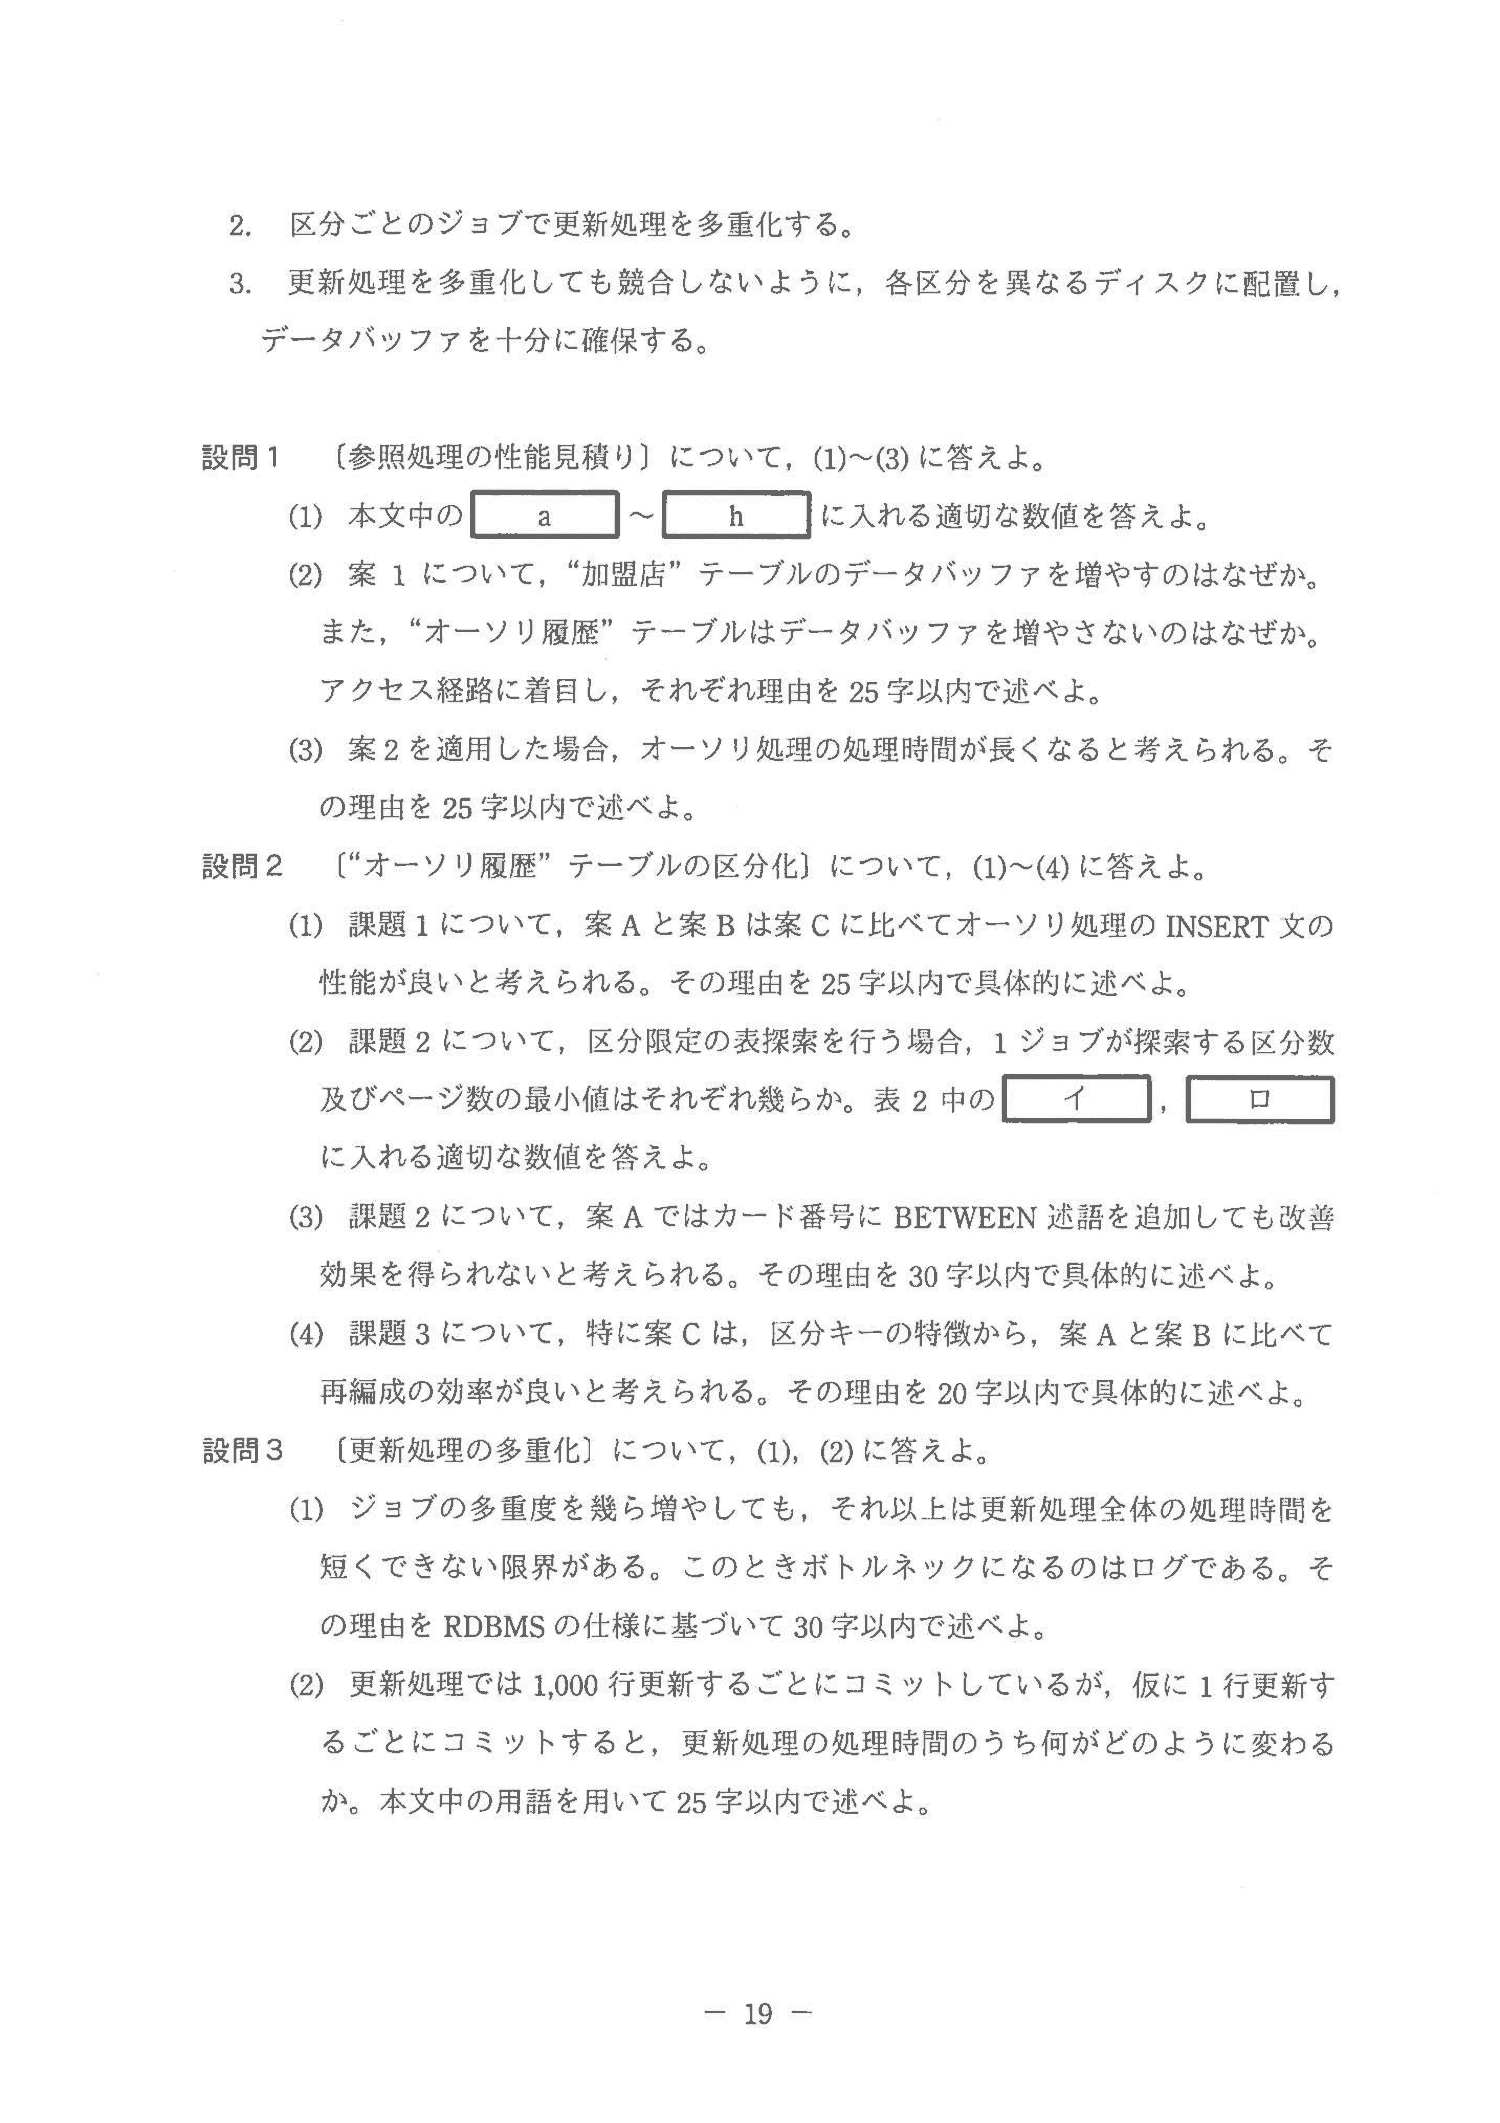 2. 区分ごとのジョブで更新処理を多重化する。
3. 更新処理を多重化しても競合しないように，各区分を異なるディスクに配置し，
データバッファを十分に確保する。
設問1 〔参照処理の性能見積り〕について，(1)～(3) に答えよ。
(1) 本文中の a ～ h に入れる適切な数値を答えよ。
(2) 案 1 について，“加盟店” テーブルのデータバッファを増やすのはなぜか。
また，“オーソリ履歴” テーブルはデータバッファを増やさないのはなぜか。
アクセス経路に着目し，それぞれ理由を 25 字以内で述べよ。
(3) 案 2 を適用した場合，オーソリ処理の処理時間が長くなると考えられる。そ
の理由を 25 字以内で述べよ。
設問2 〔“オーソリ履歴” テーブルの区分化〕について，(1)～(4) に答えよ。
(1) 課題 1 について，案 A と案 B は案 C に比べてオーソリ処理の INSERT 文の
性能が良いと考えられる。その理由を 25 字以内で具体的に述べよ。
(2) 課題 2 について，区分限定の表探索を行う場合，1 ジョブが探索する区分数
及びページ数の最小値はそれぞれ幾らか。表 2 中の イ ， ロ
に入れる適切な数値を答えよ。
(3) 課題 2 について，案 A ではカード番号に BETWEEN 述語を追加しても改善
効果を得られないと考えられる。その理由を 30 字以内で具体的に述べよ。
(4) 課題 3 について，特に案 C は，区分キーの特徴から，案 A と案 B に比べて
再編成の効率が良いと考えられる。その理由を 20 字以内で具体的に述べよ。
設問3 〔更新処理の多重化〕について，(1)，(2) に答えよ。
(1) ジョブの多重度を幾ら増やしても，それ以上は更新処理全体の処理時間を
短くできない限界がある。このときボトルネックになるのはログである。そ
の理由を RDBMS の仕様に基づいて 30 字以内で述べよ。
(2) 更新処理では 1,000 行更新するごとにコミットしているが，仮に 1 行更新す
るごとにコミットすると，更新処理の処理時間のうち何がどのように変わる
か。本文中の用語を用いて 25 字以内で述べよ。
－ 19 －